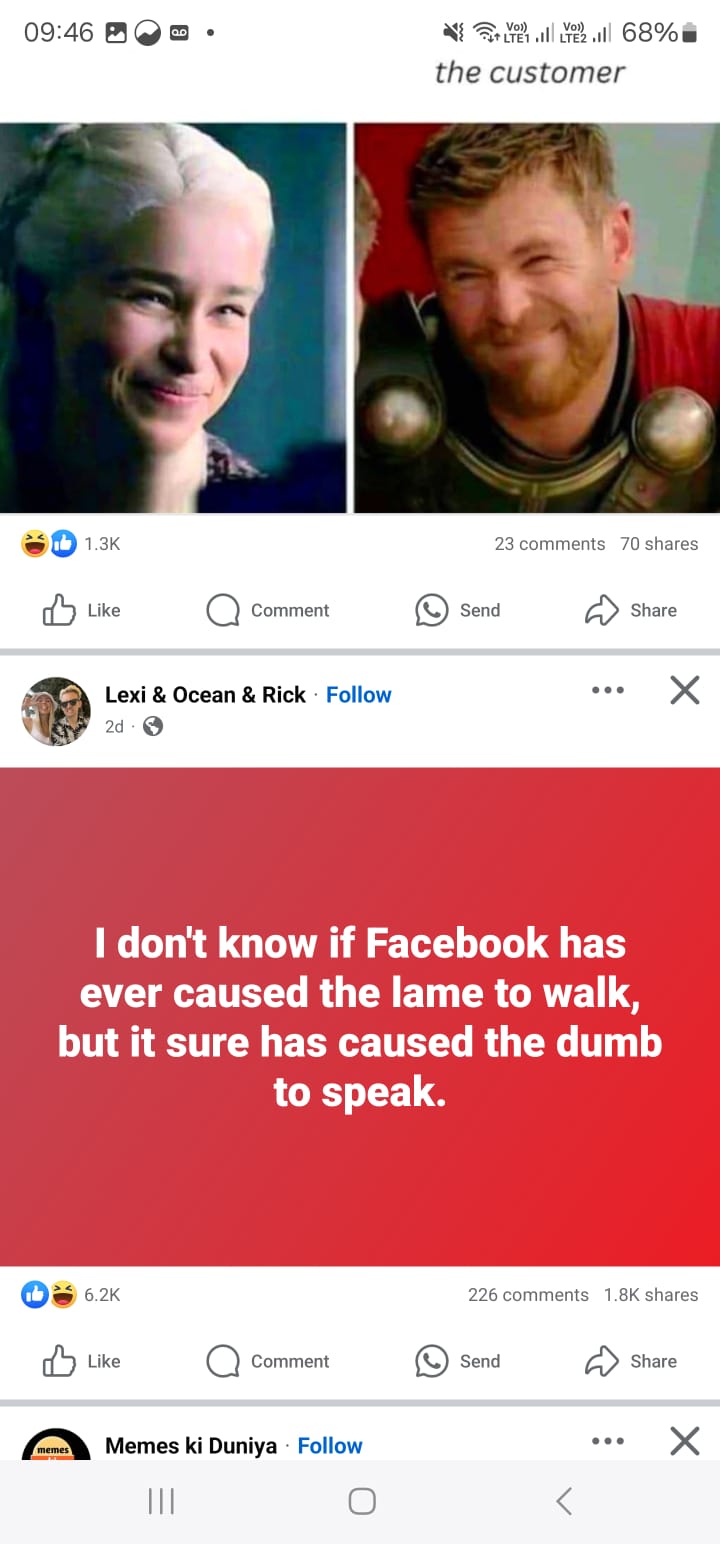 09:46 Vo)) LTE1 Vo)) LTE2 68%
the customer
1.3K 23 comments 70 shares
Like Comment Send Share
Lexi & Ocean & Rick · Follow
2d ·
I don't know if Facebook has
ever caused the lame to walk,
but it sure has caused the dumb
to speak.
6.2K 226 comments 1.8K shares
Like Comment Send Share
memes
Memes ki Duniya · Follow